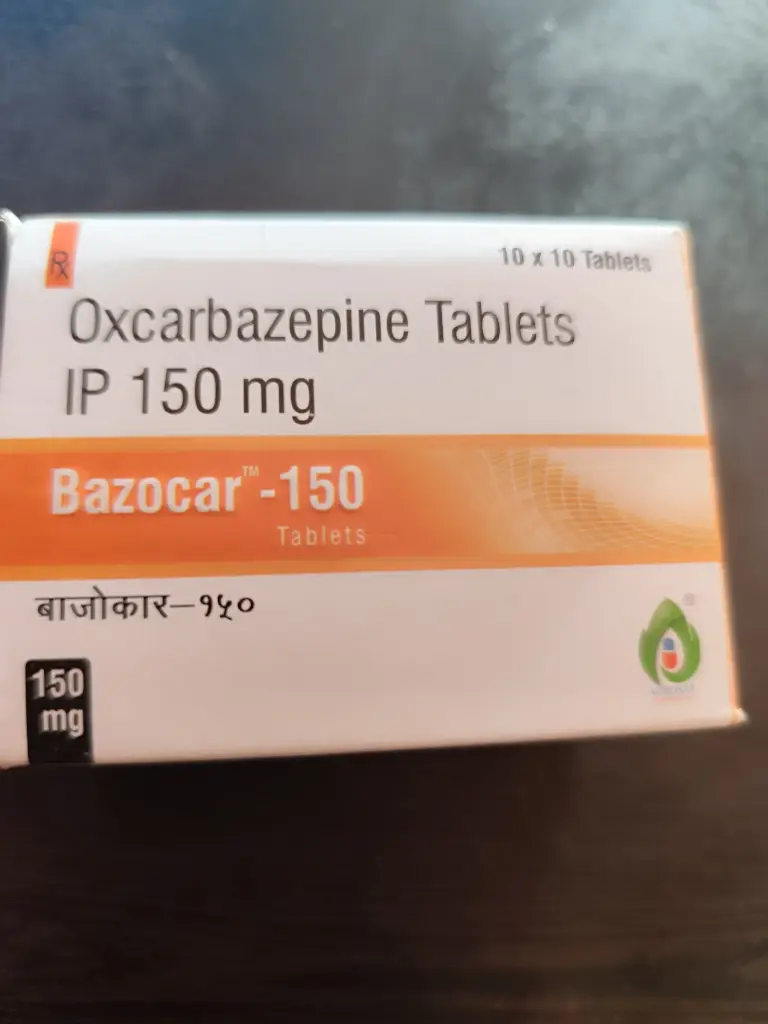 Rx
10 x 10 Tablets
Oxcarbazepine Tablets
IP 150 mg
Bazocar™-150
Tablets
बाजोकार–१५०
150
mg